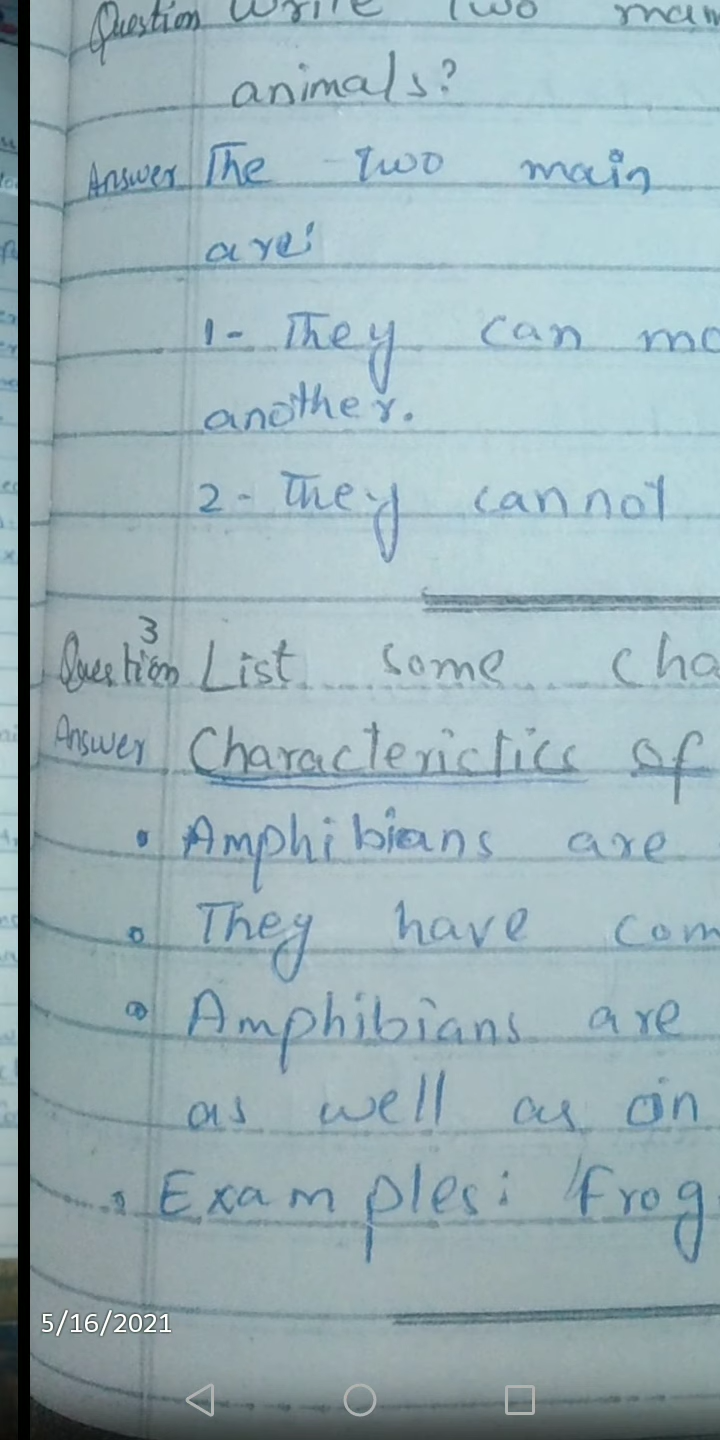 Question Write Two main
animals?
Answer The Two main
are:
1- They can mo
another.
2- They cannot
Question 3 List some cha
Answer Characterictics of
• Amphibians are
• They have com
• Amphibians are
as well as on
• Examples: Frog
5/16/2021